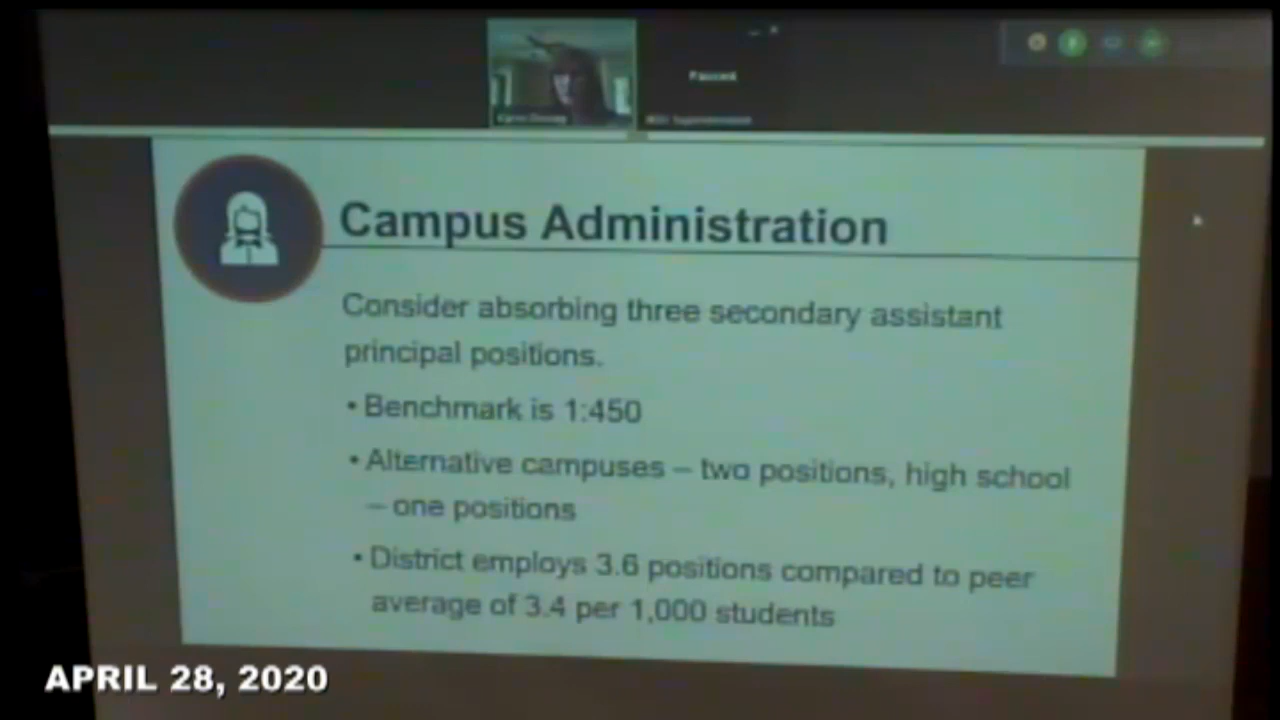 Paused
Campus Administration
Consider absorbing three secondary assistant
principal positions.
• Benchmark is 1:450
• Alternative campuses – two positions, high school
– one positions
• District employs 3.6 positions compared to peer
average of 3.4 per 1,000 students
APRIL 28, 2020